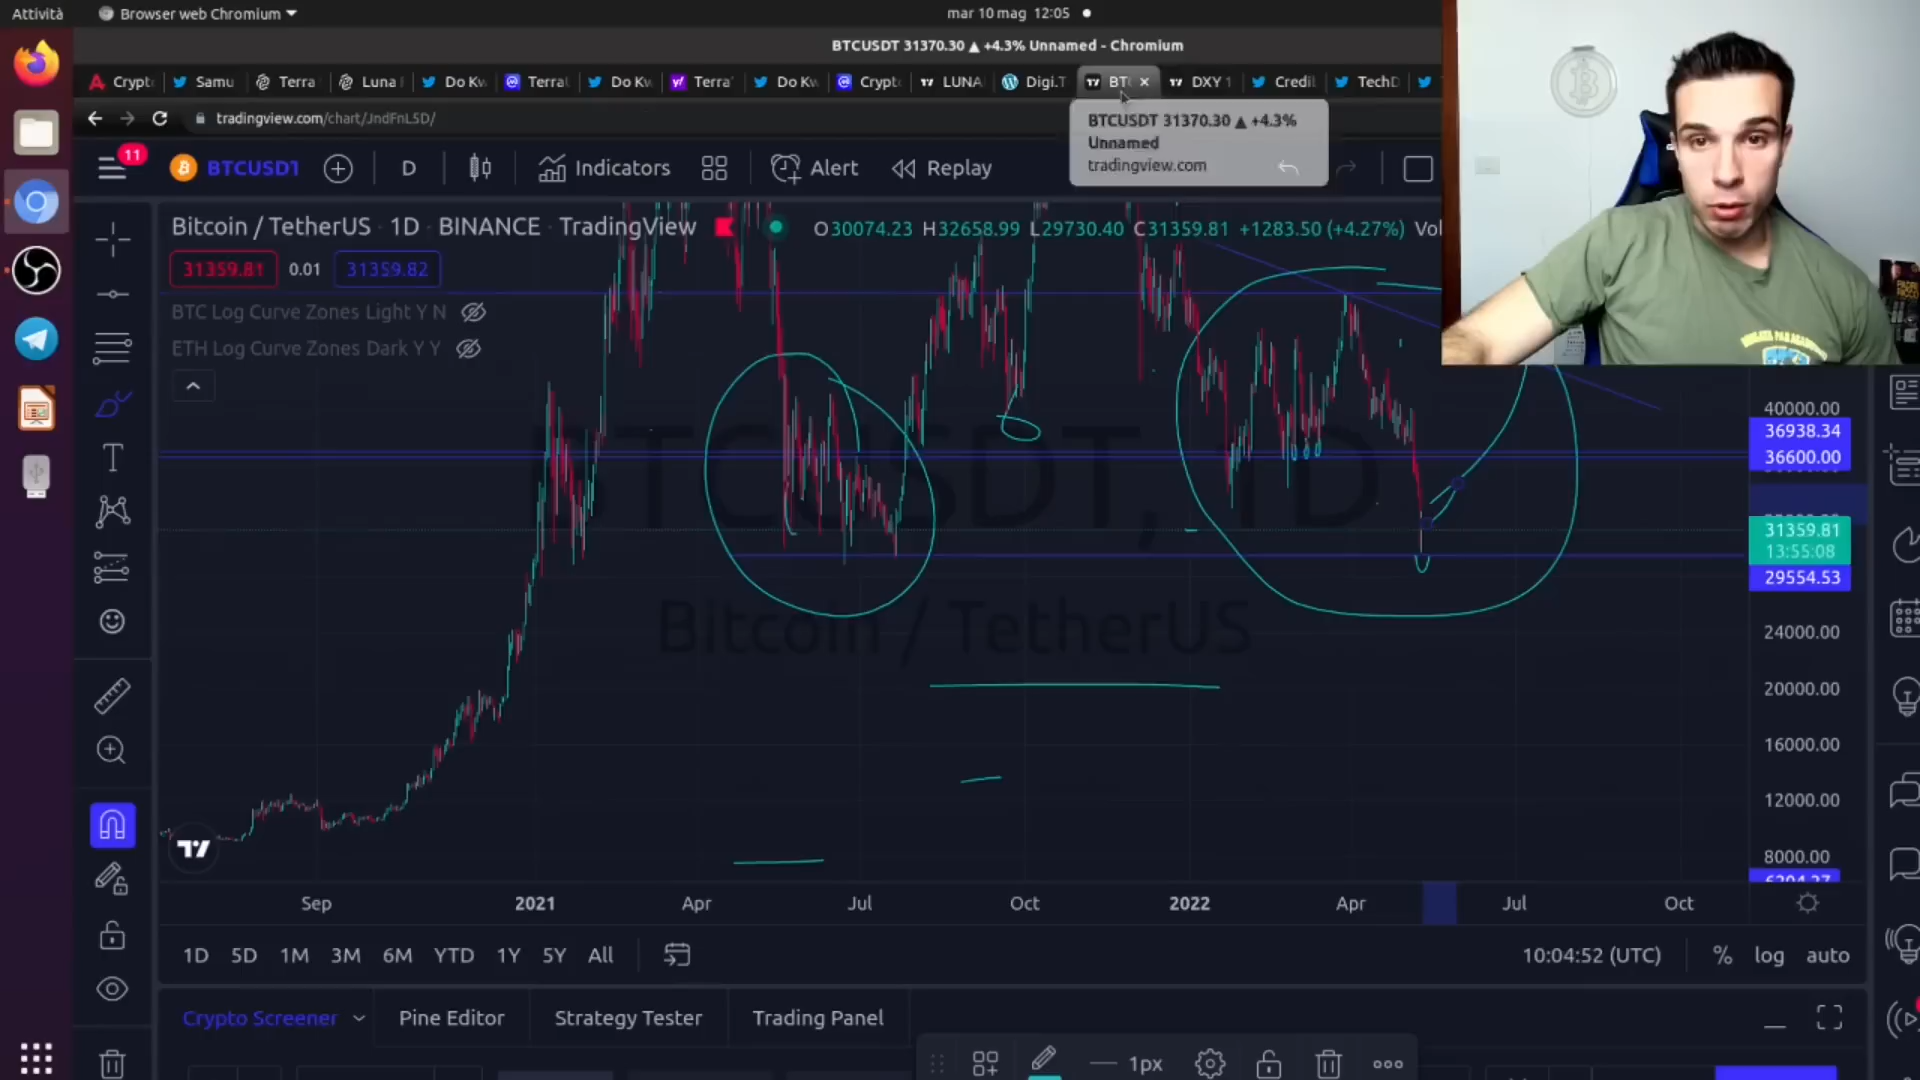 Attività Browser web Chromium mar 10 mag 12:05
BTCUSDT 31370.30 ▲ +4.3% Unnamed - Chromium
Crypt Samu Terra Luna Do Kw Terra Do Kw Terra Do Kw Crypt LUNA Digi.T BT DXY 1 Credil TechD
tradingview.com/chart/JndFnL5D/
BTCUSDT 31370.30 ▲ +4.3%
Unnamed
tradingview.com
11
BTCUSDT D Indicators Alert Replay
Bitcoin / TetherUS · 1D · BINANCE · TradingView O30074.23 H32658.99 L29730.40 C31359.81 +1283.50 (+4.27%) Vol
31359.81 0.01 31359.82
BTC Log Curve Zones Light Y N
ETH Log Curve Zones Dark Y Y
BTCUSDT, 1D
Bitcoin / TetherUS
40000.00
36938.34
36600.00
31359.81
13:55:08
29554.53
24000.00
20000.00
16000.00
12000.00
8000.00
Sep 2021 Apr Jul Oct 2022 Apr Jul Oct
1D 5D 1M 3M 6M YTD 1Y 5Y All 10:04:52 (UTC) % log auto
Crypto Screener Pine Editor Strategy Tester Trading Panel
1px